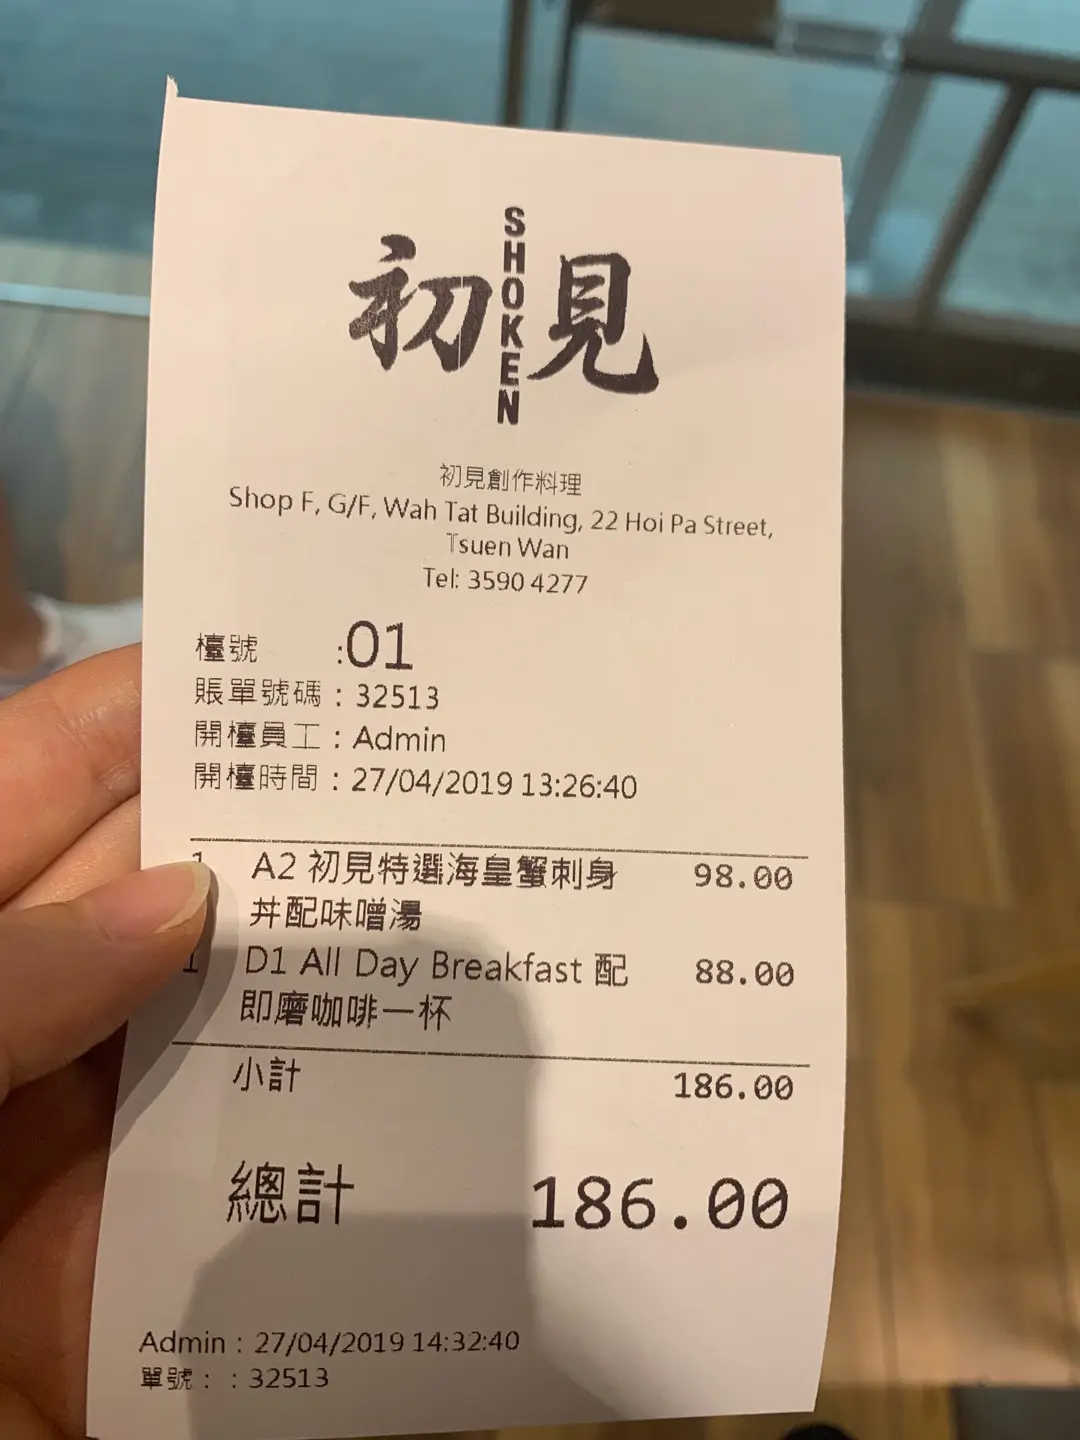 初見
SHOKEN
初見創作料理
Shop F, G/F, Wah Tat Building, 22 Hoi Pa Street,
Tsuen Wan
Tel: 3590 4277
檯號 :01
賬單號碼 : 32513
開檯員工 : Admin
開檯時間 : 27/04/2019 13:26:40
1 A2 初見特選海皇蟹刺身 98.00
丼配味噌湯
1 D1 All Day Breakfast 配 88.00
即磨咖啡一杯
小計 186.00
總計 186.00
Admin : 27/04/2019 14:32:40
單號 : : 32513